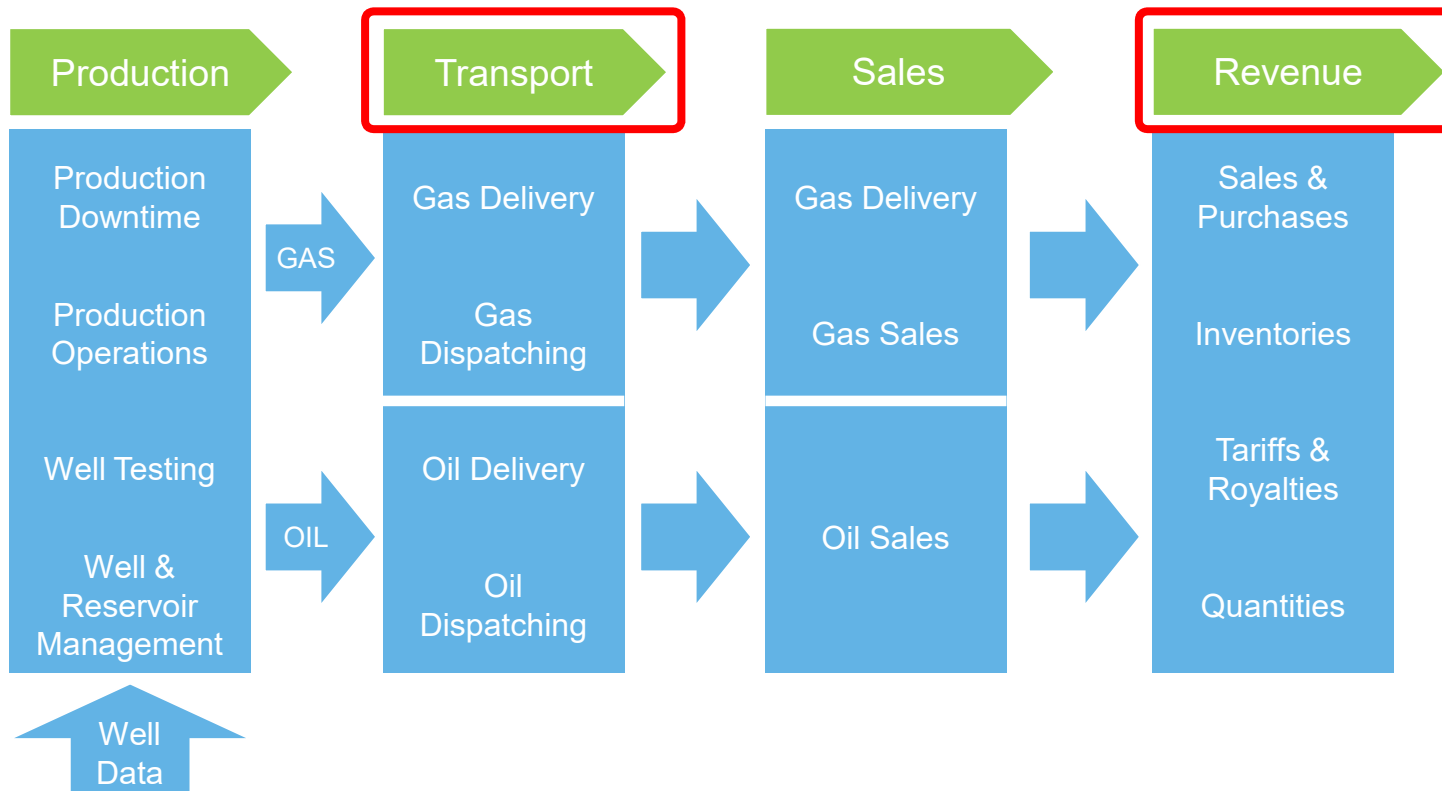 Production
Transport
Sales
Revenue
Production
Downtime
Production
Operations
Well Testing
Well &
Reservoir
Management
GAS
OIL
Gas Delivery
Gas
Dispatching
Oil Delivery
Oil
Dispatching
Gas Delivery
Gas Sales
Oil Sales
Sales &
Purchases
Inventories
Tariffs &
Royalties
Quantities
Well
Data